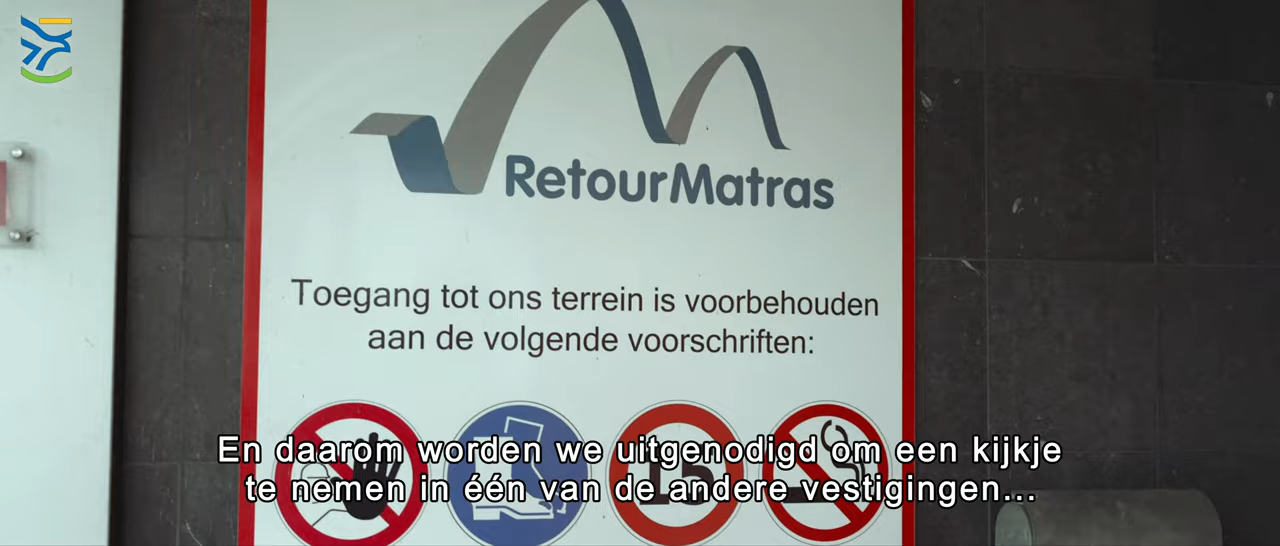 RetourMatras
Toegang tot ons terrein is voorbehouden
aan de volgende voorschriften:
15
En daarom worden we uitgenodigd om een kijkje
te nemen in één van de andere vestigingen...